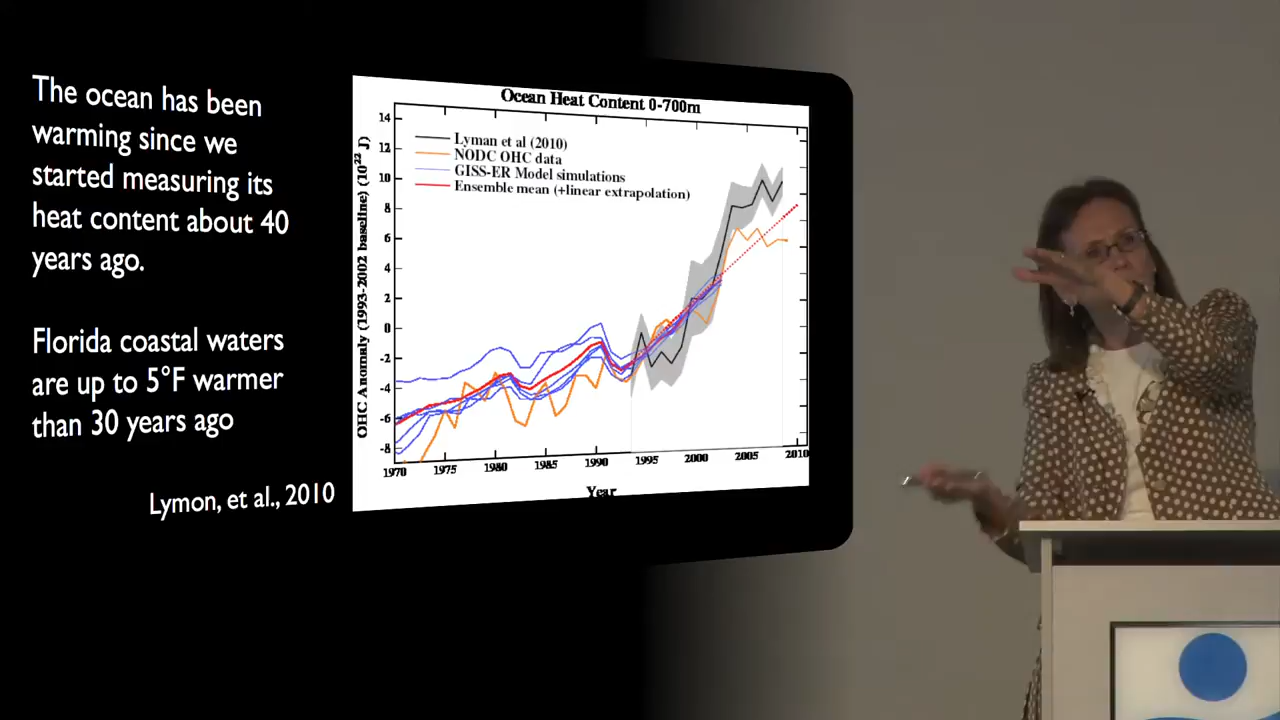 The ocean has been
warming since we
started measuring its
heat content about 40
years ago.
Florida coastal waters
are up to 5°F warmer
than 30 years ago
Lymon, et al., 2010
Ocean Heat Content 0-700m
Lyman et al (2010)
NODC OHC data
GISS-ER Model simulations
Ensemble mean (+linear extrapolation)
OHC Anomaly (1993-2002 baseline) (10²² J)
14
12
10
8
6
4
2
0
-2
-4
-6
-8
1970 1975 1980 1985 1990 1995 2000 2005 2010
Year